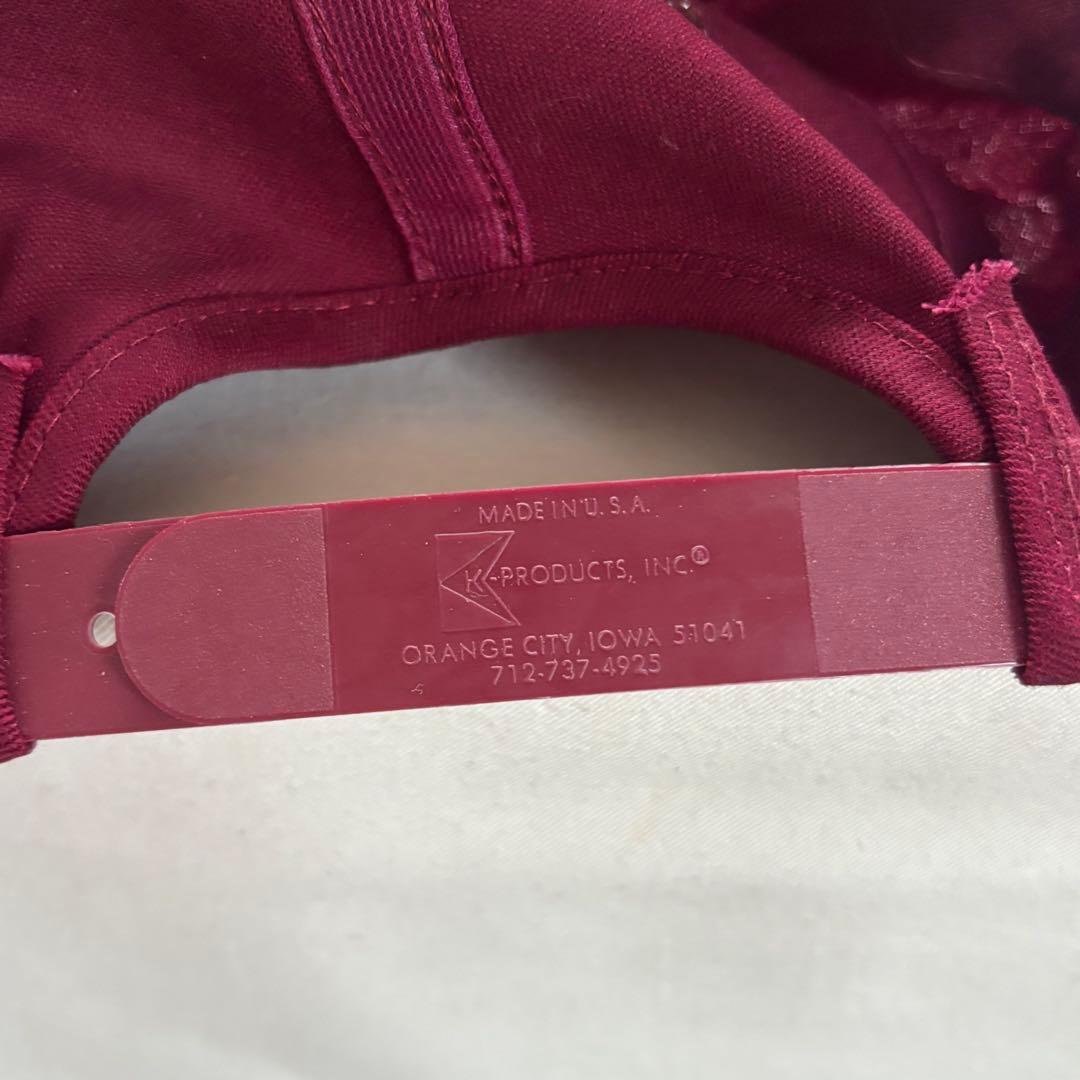 MADE IN U.S.A.
K-PRODUCTS, INC.®
ORANGE CITY, IOWA 51041
712-737-4925